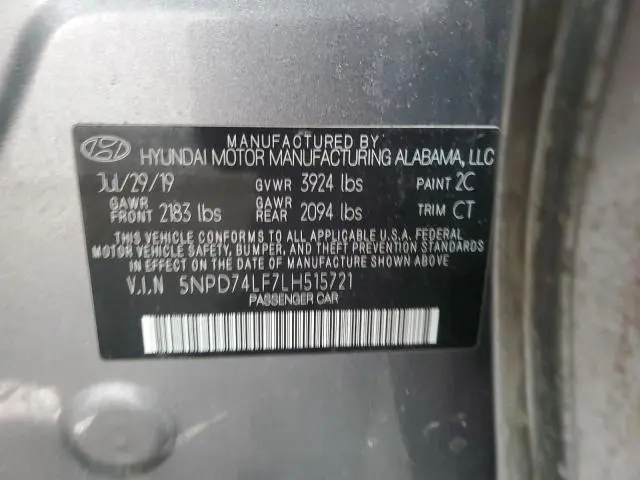 MANUFACTURED BY
HYUNDAI MOTOR MANUFACTURING ALABAMA, LLC
Jul/29/19 GVWR 3924 lbs PAINT 2C
GAWR FRONT 2183 lbs GAWR REAR 2094 lbs TRIM CT
THIS VEHICLE CONFORMS TO ALL APPLICABLE U.S.A. FEDERAL
MOTOR VEHICLE SAFETY, BUMPER, AND THEFT PREVENTION STANDARDS
IN EFFECT ON THE DATE OF MANUFACTURE SHOWN ABOVE
V.I.N 5NPD74LF7LH515721
PASSENGER CAR